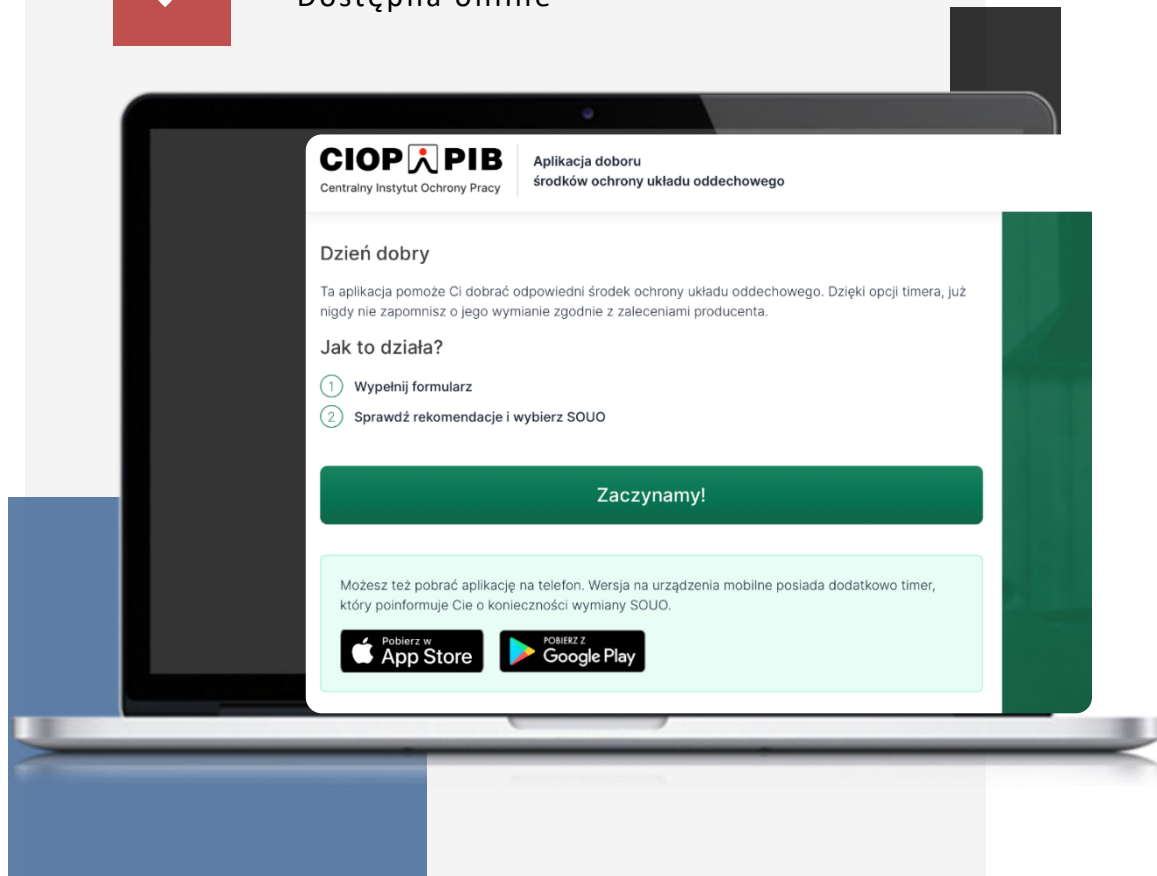 Dostępna online
CIOP PIB
Centralny Instytut Ochrony Pracy
Aplikacja doboru
środków ochrony układu oddechowego
Dzień dobry
Ta aplikacja pomoże Ci dobrać odpowiedni środek ochrony układu oddechowego. Dzięki opcji timera, już
nigdy nie zapomnisz o jego wymianie zgodnie z zaleceniami producenta.
Jak to działa?
1 Wypełnij formularz
2 Sprawdź rekomendacje i wybierz SOUO
Zaczynamy!
Możesz też pobrać aplikację na telefon. Wersja na urządzenia mobilne posiada dodatkowo timer,
który poinformuje Cie o konieczności wymiany SOUO.
Pobierz w
App Store
POBIERZ Z
Google Play